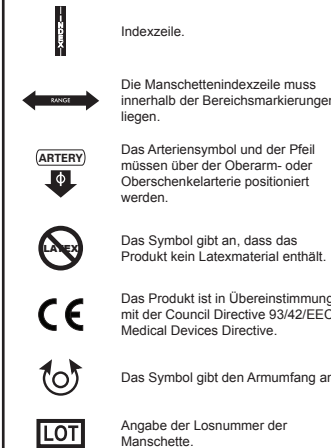 INDEX
Indexzeile.
RANGE
Die Manschettenindexzeile muss
innerhalb der Bereichsmarkierungen
liegen.
ARTERY
Φ
Das Arteriensymbol und der Pfeil
müssen über der Oberarm- oder
Oberschenkelarterie positioniert
werden.
LATEX
Das Symbol gibt an, dass das
Produkt kein Latexmaterial enthält.
CE
Das Produkt ist in Übereinstimmung
mit der Council Directive 93/42/EEC
Medical Devices Directive.
Das Symbol gibt den Armumfang an
LOT
Angabe der Losnummer der
Manschette.